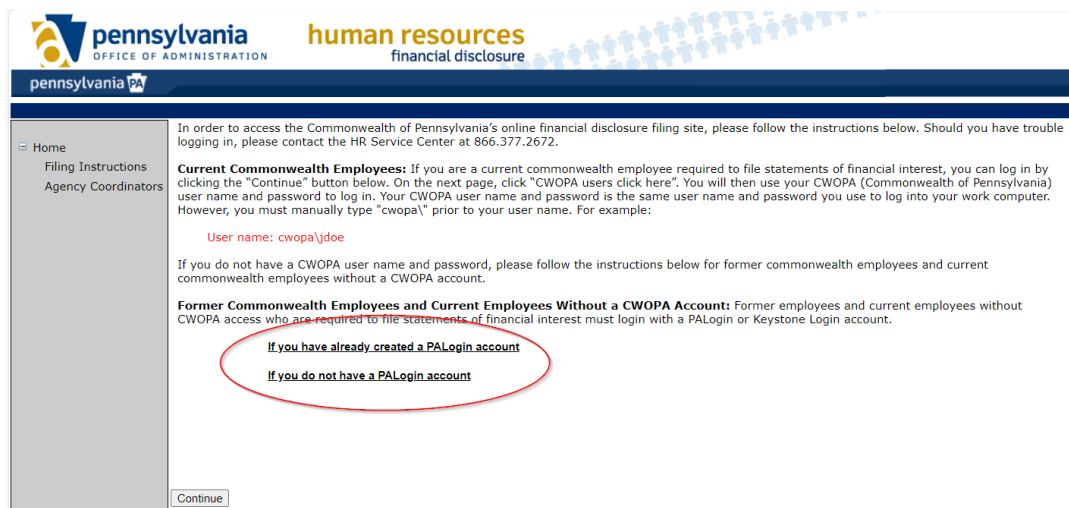 pennsylvania
OFFICE OF ADMINISTRATION
human resources
financial disclosure
pennsylvania PA
Home
Filing Instructions
Agency Coordinators
In order to access the Commonwealth of Pennsylvania's online financial disclosure filing site, please follow the instructions below. Should you have trouble
logging in, please contact the HR Service Center at 866.377.2672.
Current Commonwealth Employees: If you are a current commonwealth employee required to file statements of financial interest, you can log in by
clicking the "Continue" button below. On the next page, click "CWOPA users click here". You will then use your CWOPA (Commonwealth of Pennsylvania)
user name and password to log in. Your CWOPA user name and password is the same user name and password you use to log into your work computer.
However, you must manually type "cwopa\" prior to your user name. For example:
User name: cwopa\jdoe
If you do not have a CWOPA user name and password, please follow the instructions below for former commonwealth employees and current
commonwealth employees without a CWOPA account.
Former Commonwealth Employees and Current Employees Without a CWOPA Account: Former employees and current employees without
CWOPA access who are required to file statements of financial interest must login with a PALogin or Keystone Login account.
If you have already created a PALogin account
If you do not have a PALogin account
Continue